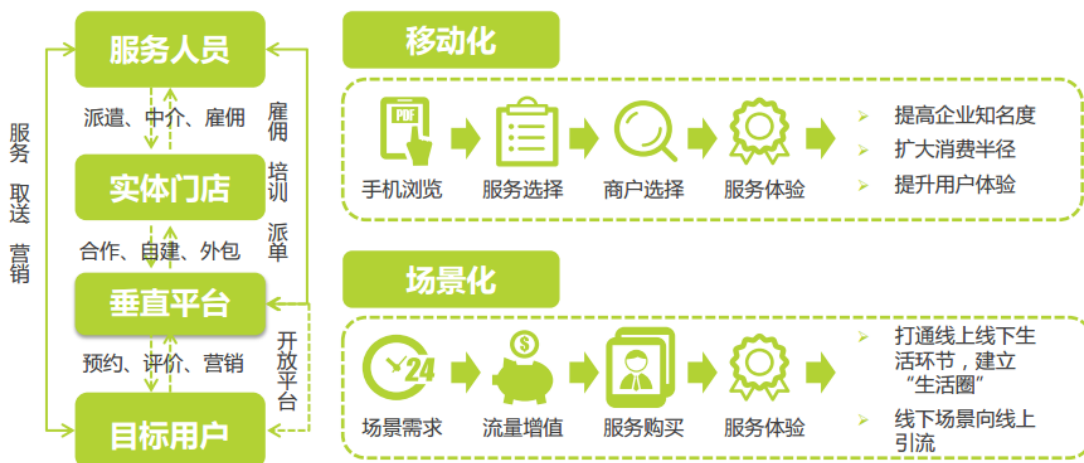 服务人员
派遣、中介、雇佣
实体门店
合作、自建、外包
垂直平台
预约、评价、营销
目标用户
服务 取送 营销
雇佣 培训 派单
开放平台
移动化
PDF
手机浏览
服务选择
商户选择
服务体验
提高企业知名度
扩大消费半径
提升用户体验
场景化
24
$
场景需求
流量增值
服务购买
服务体验
打通线上线下生
活环节，建立
“生活圈”
线下场景向线上
引流